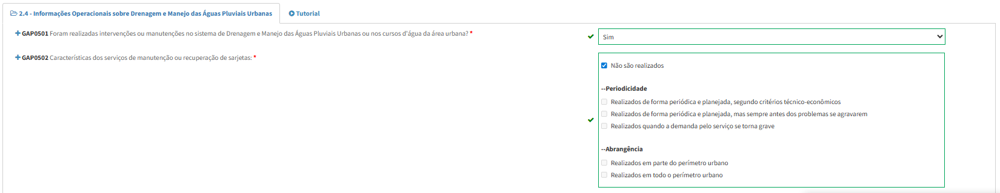 2.4 - Informações Operacionais sobre Drenagem e Manejo das Águas Pluviais Urbanas
Tutorial
GAP0501 Foram realizadas intervenções ou manutenções no sistema de Drenagem e Manejo das Águas Pluviais Urbanas ou nos cursos d'água da área urbana? *
Sim
GAP0502 Características dos serviços de manutenção ou recuperação de sarjetas: *
Não são realizados
--Periodicidade
Realizados de forma periódica e planejada, segundo critérios técnico-econômicos
Realizados de forma periódica e planejada, mas sempre antes dos problemas se agravarem
Realizados quando a demanda pelo serviço se torna grave
--Abrangência
Realizados em parte do perímetro urbano
Realizados em todo o perímetro urbano